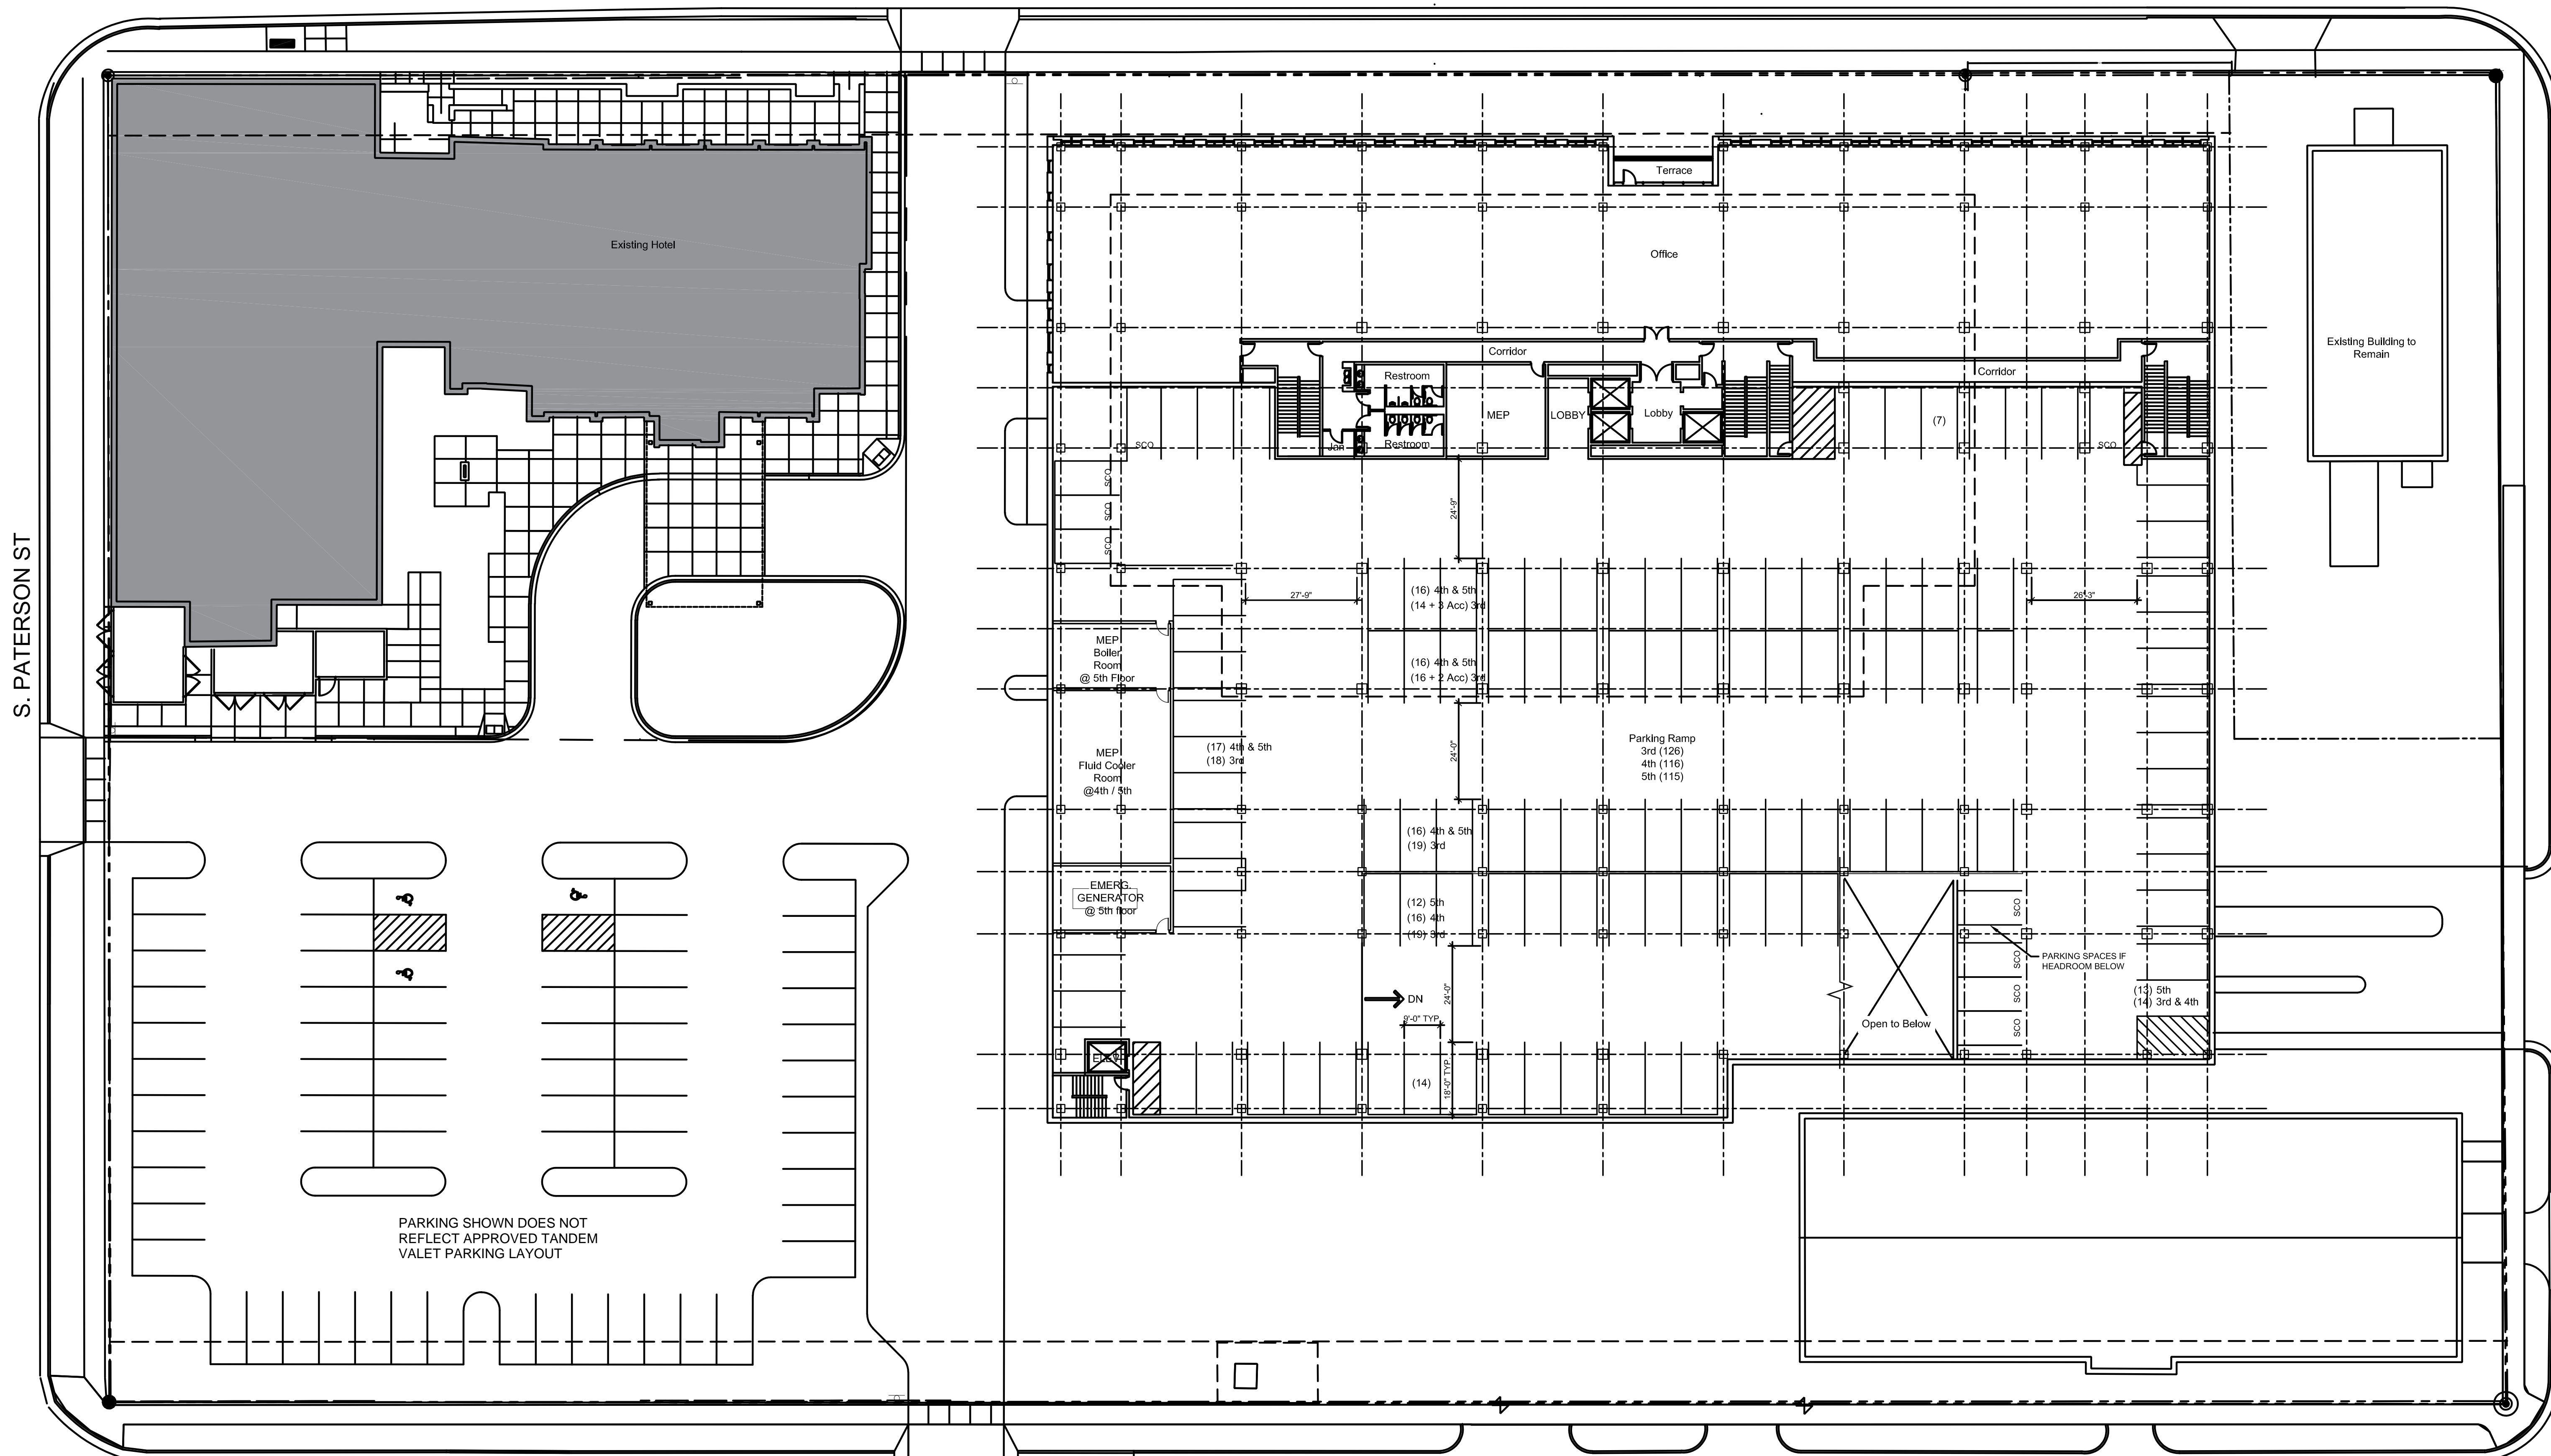 Terrace
Existing Hotel
Office
Existing Building to
Remain
Corridor
Corridor
Restroom
MEP
LOBBY
Lobby
(7)
SCO
Jan
Restroom
SCO
SCO
SCO
SCO
24'-9"
S. PATERSON ST
27'-9"
(16) 4th & 5th
(14 + 3 Acc) 3rd
26'-3"
MEP
Boiler
Room
@ 5th Floor
(16) 4th & 5th
(16 + 2 Acc) 3rd
MEP
Fluid Cooler
Room
@4th / 5th
(17) 4th & 5th
(18) 3rd
24'-0"
Parking Ramp
3rd (126)
4th (116)
5th (115)
(16) 4th & 5th
(19) 3rd
EMERG.
GENERATOR
@ 5th floor
(12) 5th
(16) 4th
(19) 3rd
SCO
SCO
SCO
SCO
PARKING SPACES IF
HEADROOM BELOW
DN
24'-0"
9'-0" TYP.
Open to Below
(13) 5th
(14) 3rd & 4th
ELEV
(14)
18'-0" TYP.
PARKING SHOWN DOES NOT
REFLECT APPROVED TANDEM
VALET PARKING LAYOUT